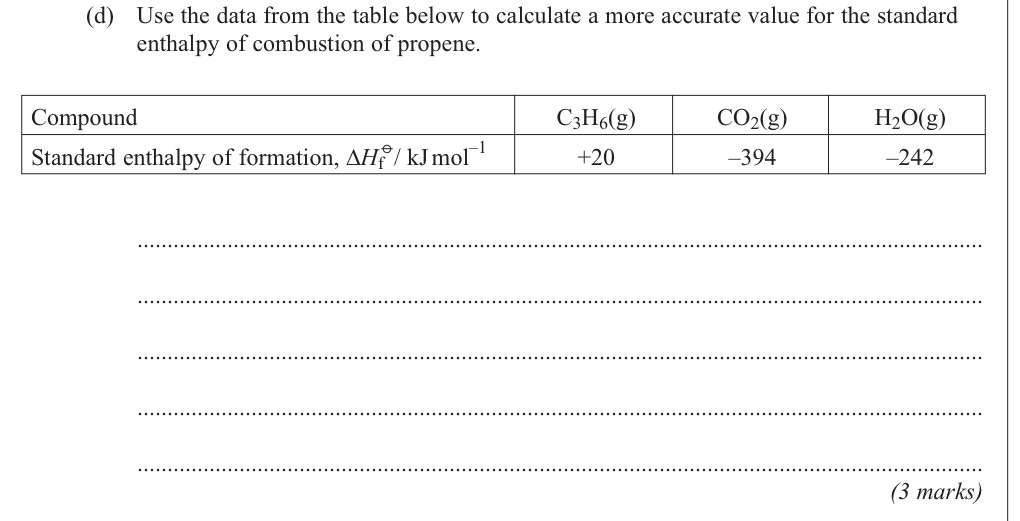 (d) Use the data from the table below to calculate a more accurate value for the standard
enthalpy of combustion of propene.
Compound C₃H₆(g) CO₂(g) H₂O(g)
Standard enthalpy of formation, ΔHf⦵ / kJ mol⁻¹ +20 –394 –242
................................................................................
................................................................................
................................................................................
................................................................................
................................................................................
(3 marks)